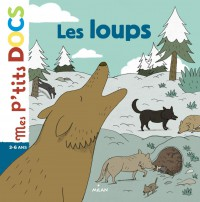 Les loups
Mes P'tits DOCS
3-6 ANS
MILAN